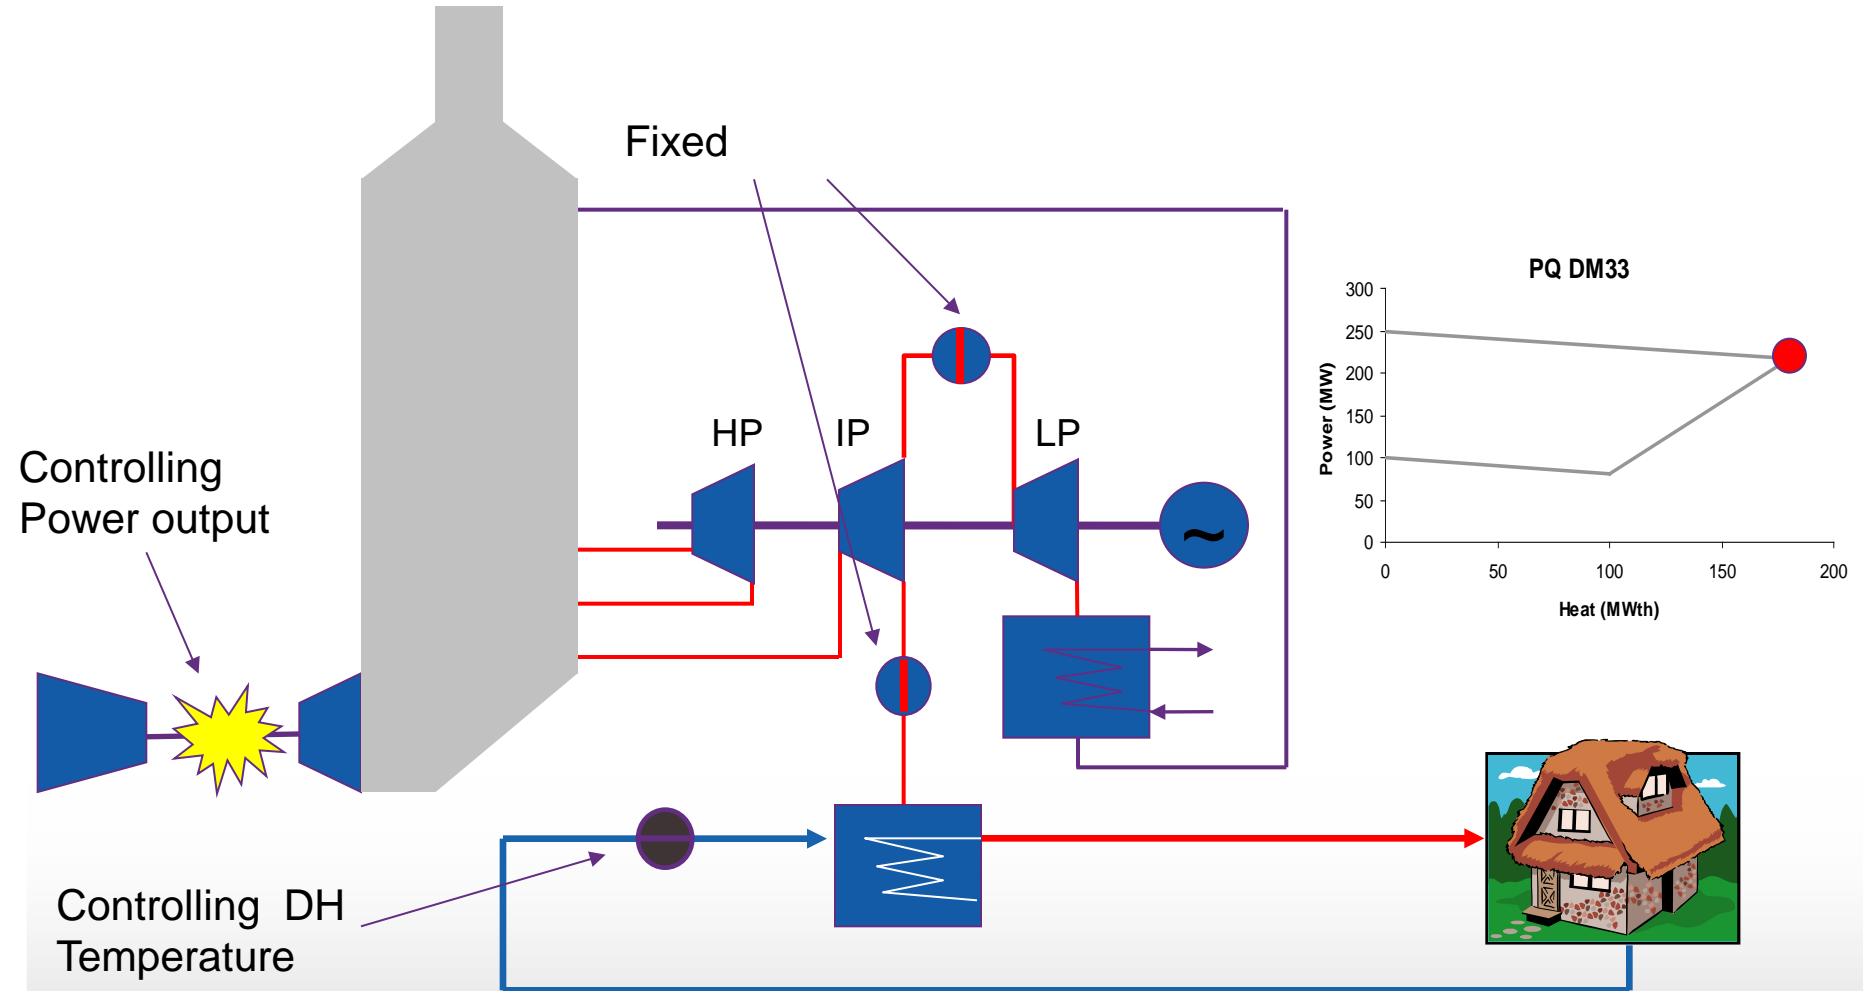 Fixed
HP
IP
LP
Controlling
Power output
~
Controlling DH
Temperature
PQ DM33
Power (MW)
300
250
200
150
100
50
0
0
50
100
150
200
Heat (MWth)